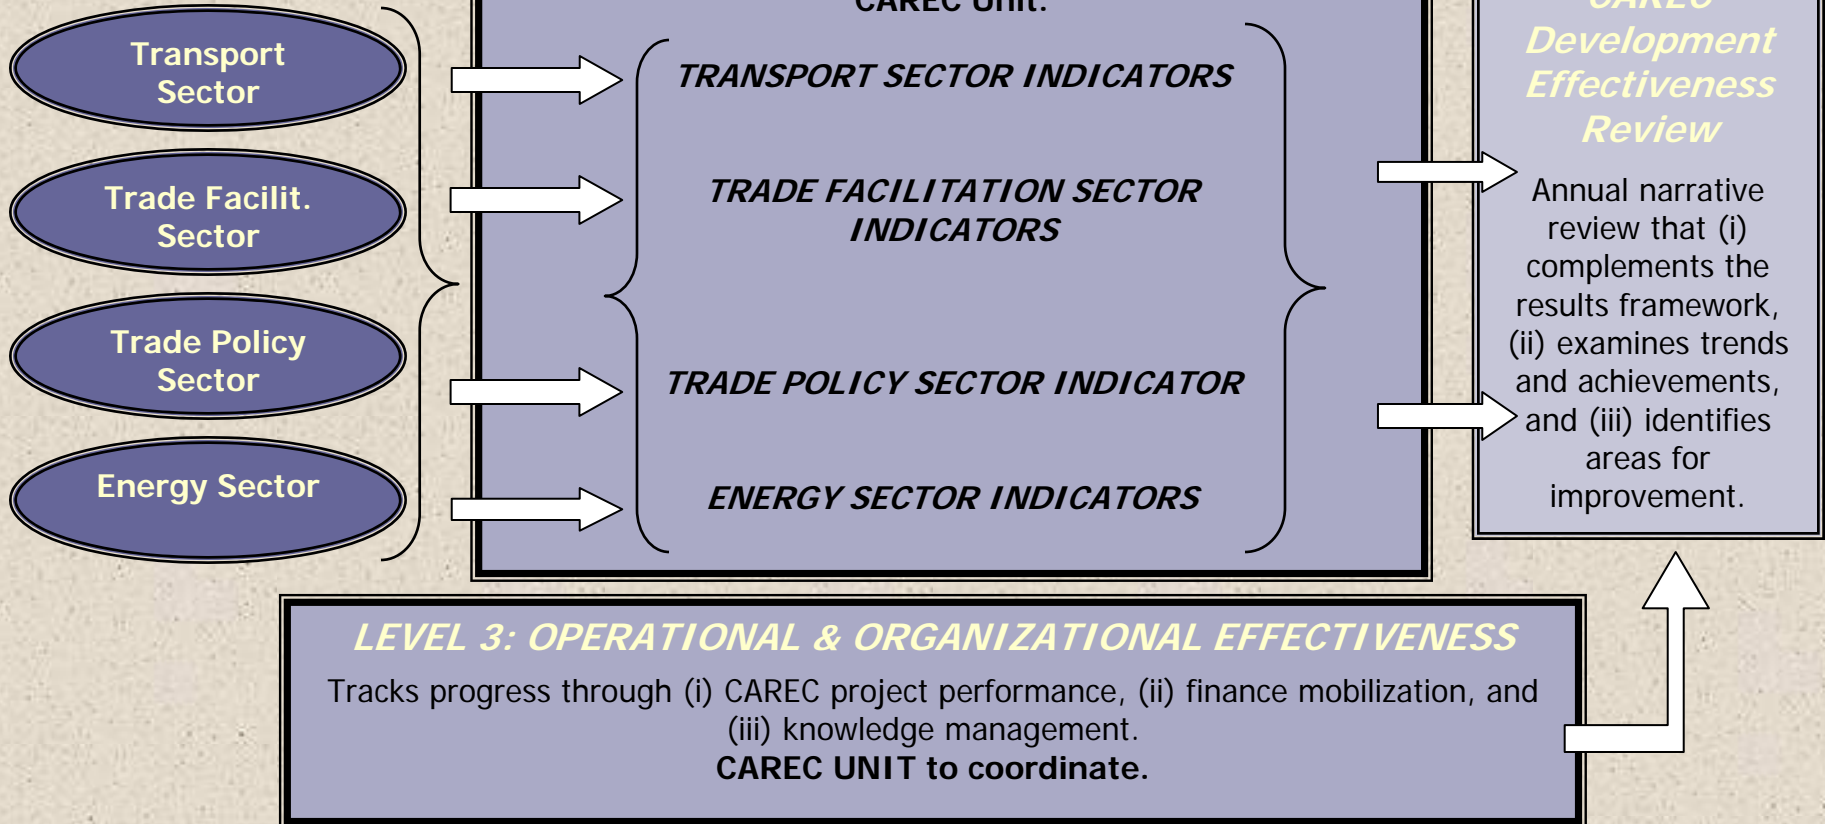 Transport
Sector
Trade Facilit.
Sector
Trade Policy
Sector
Energy Sector
CAREC Unit.
TRANSPORT SECTOR INDICATORS
TRADE FACILITATION SECTOR
INDICATORS
TRADE POLICY SECTOR INDICATOR
ENERGY SECTOR INDICATORS
CAREC
Development
Effectiveness
Review
Annual narrative
review that (i)
complements the
results framework,
(ii) examines trends
and achievements,
and (iii) identifies
areas for
improvement.
LEVEL 3: OPERATIONAL & ORGANIZATIONAL EFFECTIVENESS
Tracks progress through (i) CAREC project performance, (ii) finance mobilization, and
(iii) knowledge management.
CAREC UNIT to coordinate.